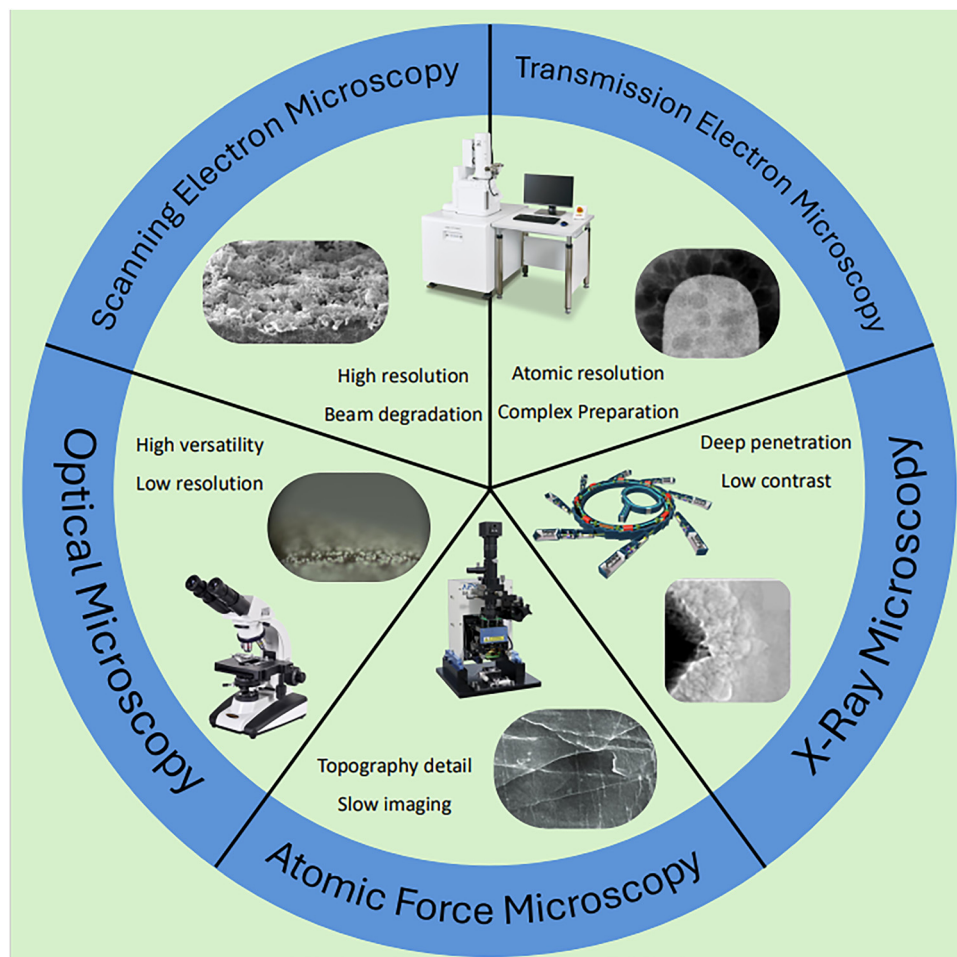 Scanning Electron Microscopy
Transmission Electron Microscopy
High resolution
Beam degradation
Atomic resolution
Complex Preparation
Optical Microscopy
High versatility
Low resolution
Deep penetration
Low contrast
X-Ray Microscopy
Topography detail
Slow imaging
Atomic Force Microscopy